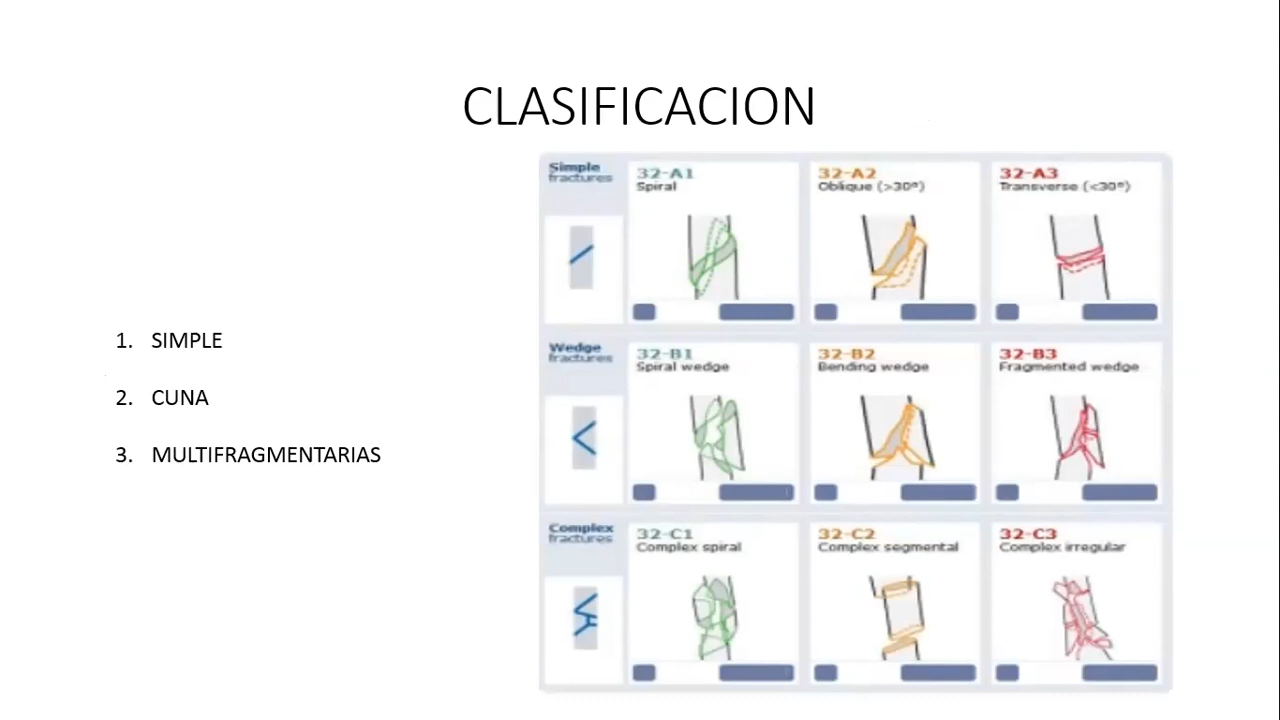 CLASIFICACION
1. SIMPLE
2. CUNA
3. MULTIFRAGMENTARIAS
Simple
fractures
32-A1
Spiral
32-A2
Oblique (>30°)
32-A3
Transverse (<30°)
Wedge
fractures
32-B1
Spiral wedge
32-B2
Bending wedge
32-B3
Fragmented wedge
Complex
fractures
32-C1
Complex spiral
32-C2
Complex segmental
32-C3
Complex irregular